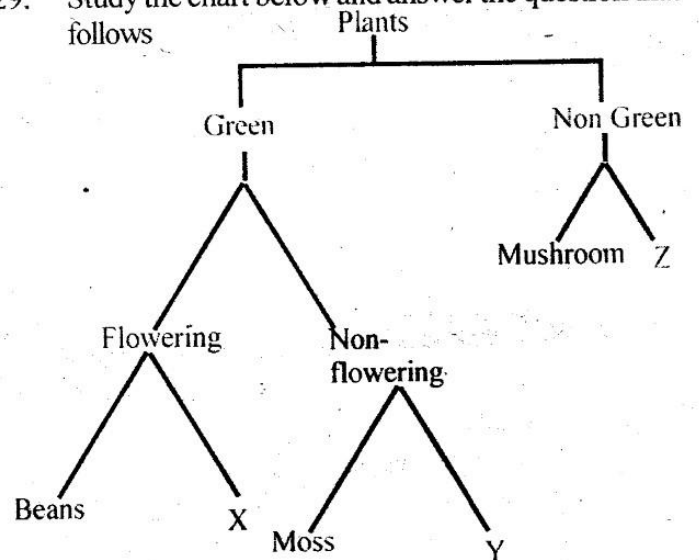 29. Study the chart below and answer the question that
follows
Plants
Green
Non Green
Mushroom Z
Flowering
Non-
flowering
Beans
X
Moss
Y